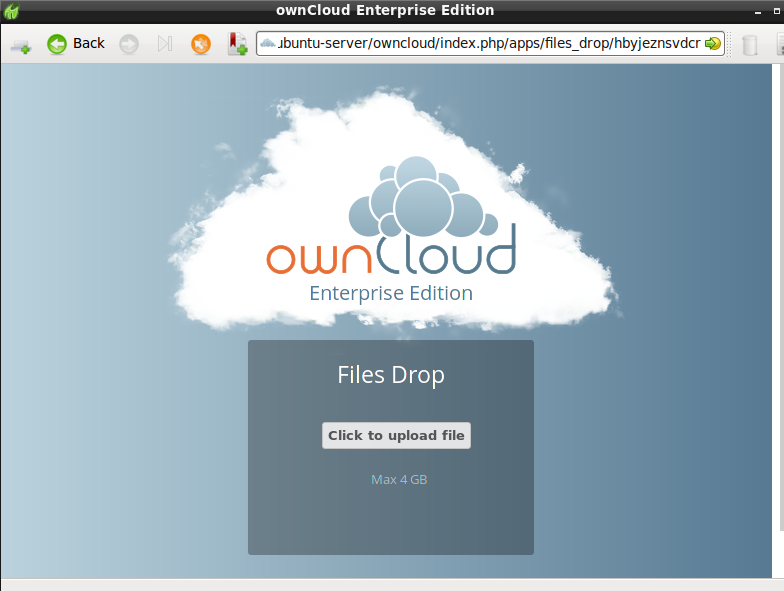 ownCloud Enterprise Edition
Back
ubuntu-server/owncloud/index.php/apps/files_drop/hbyjeznsvdcr
ownCloud
Enterprise Edition
Files Drop
Click to upload file
Max 4 GB